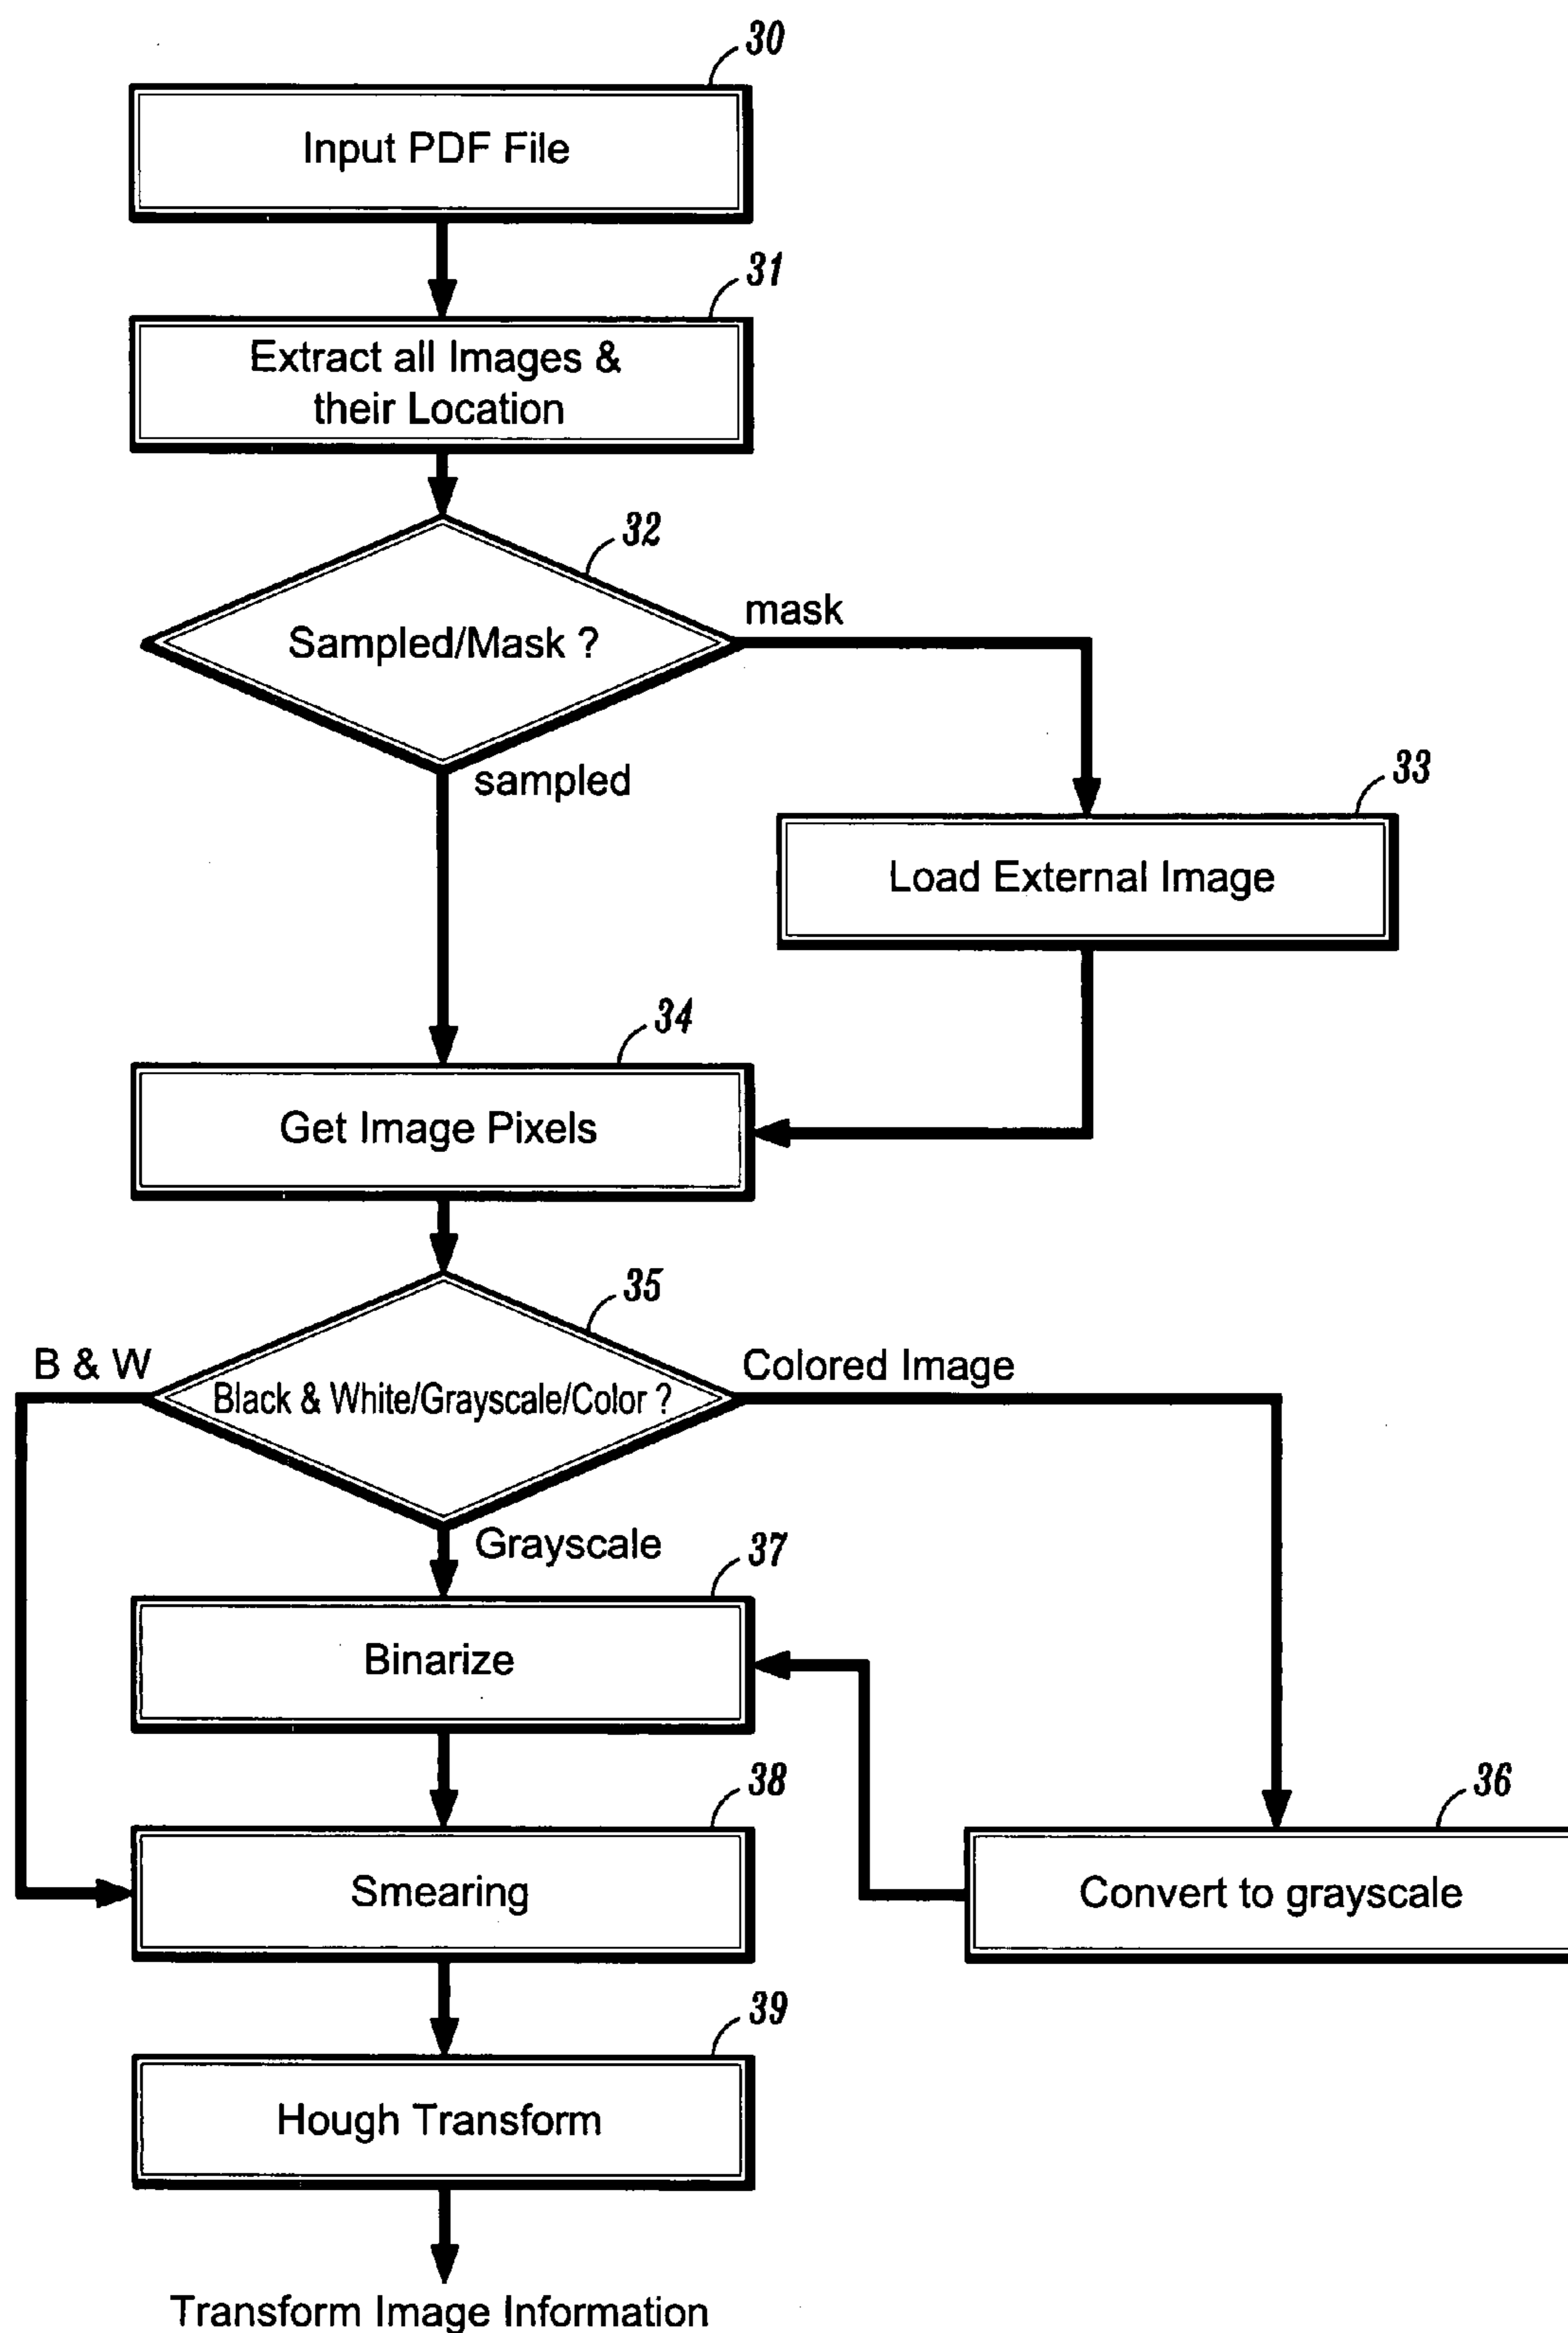 30
Input PDF File
31
Extract all Images &
their Location
32
Sampled/Mask ?
mask
sampled
33
Load External Image
34
Get Image Pixels
35
B & W
Black & White/Grayscale/Color ?
Colored Image
Grayscale
37
Binarize
38
Smearing
36
Convert to grayscale
39
Hough Transform
Transform Image Information